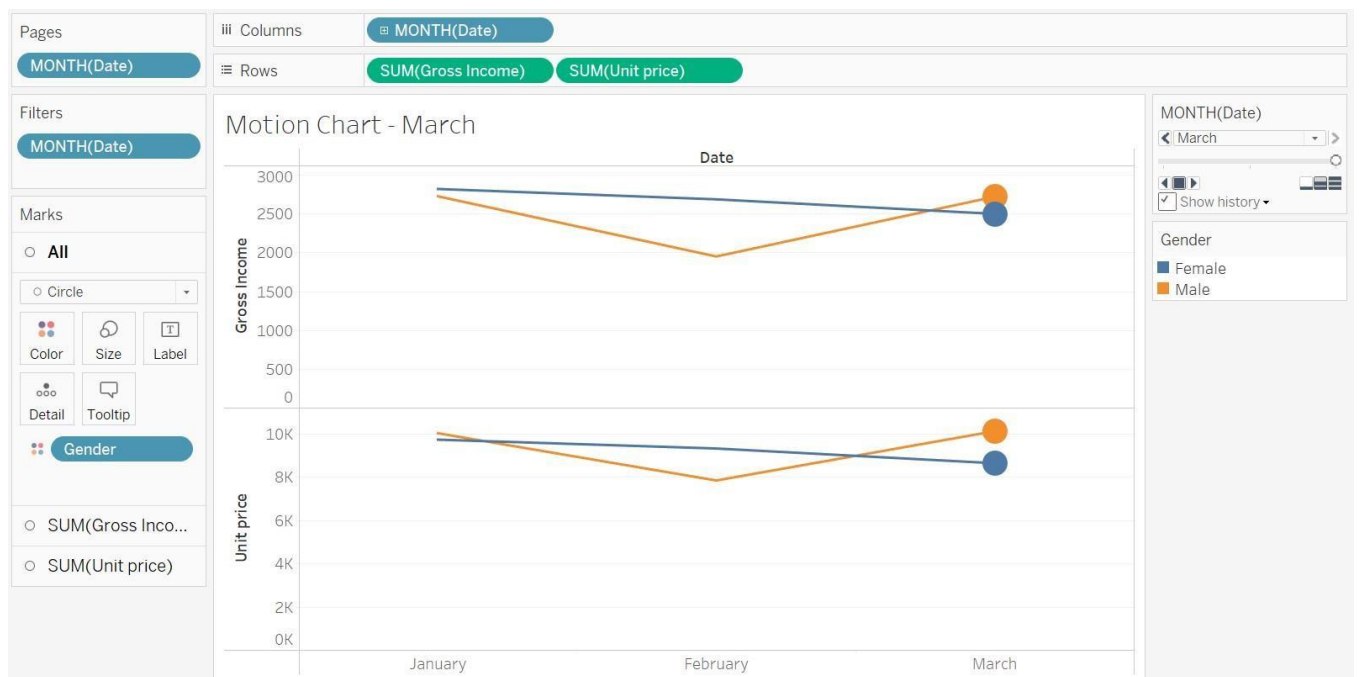 Pages
MONTH(Date)
iii Columns
MONTH(Date)
Rows
SUM(Gross Income) SUM(Unit price)
Filters
MONTH(Date)
Marks
All
Circle
Color Size Label
Detail Tooltip
Gender
SUM(Gross Inco...
SUM(Unit price)
Motion Chart - March
Date
Gross Income
3000
2500
2000
1500
1000
500
0
Unit price
10K
8K
6K
4K
2K
0K
January February March
MONTH(Date)
March
Show history
Gender
Female
Male